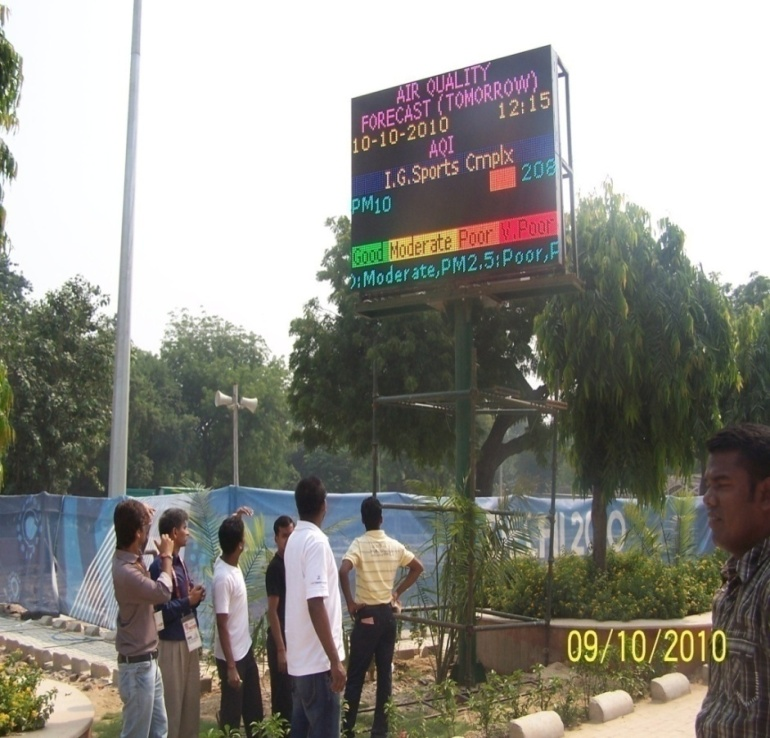 AIR QUALITY
FORECAST (TOMORROW)
10-10-2010 12:15
AQI
I.G.Sports Cmplx
208
PM10
Good Moderate Poor V.Poor
):Moderate,PM2.5:Poor,P
09/10/2010